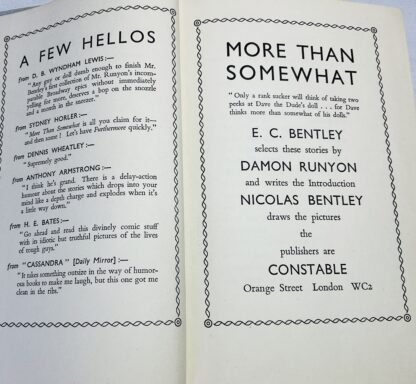 A FEW HELLOS
from D. B. WYNDHAM LEWIS:—
"Any guy or doll dumb enough to finish Mr.
Bentley's first collection of Mr. Runyon's incom-
parable Broadway epics without immediately
yelling for more, deserves a bop on the snozzle
and a month in the sneezer."
from SYDNEY HORLER:—
"More Than Somewhat is all you claim for it—
and then some! Let's have Furthermore quickly."
from DENNIS WHEATLEY:—
"Supremely good."
from ANTHONY ARMSTRONG:—
"I think he's grand. There is a delay-action
humour about the stories which drops into your
mind like a depth charge and explodes when it's
a little way down."
from H. E. BATES:—
"Go ahead and read this divinely comic stuff
with its idiotic but truthful pictures of the lives
of tough guys."
from "CASSANDRA" [Daily Mirror]:—
"It takes something outsize in the way of humor-
ous books to make me laugh, but this one got me
clean in the ribs."
MORE THAN
SOMEWHAT
"Only a rank sucker will think of taking two
peeks at Dave the Dude's doll . . . for Dave
thinks more than somewhat of his dolls."
E. C. BENTLEY
selects these stories by
DAMON RUNYON
and writes the Introduction
NICOLAS BENTLEY
draws the pictures
the
publishers are
CONSTABLE
Orange Street London WC2